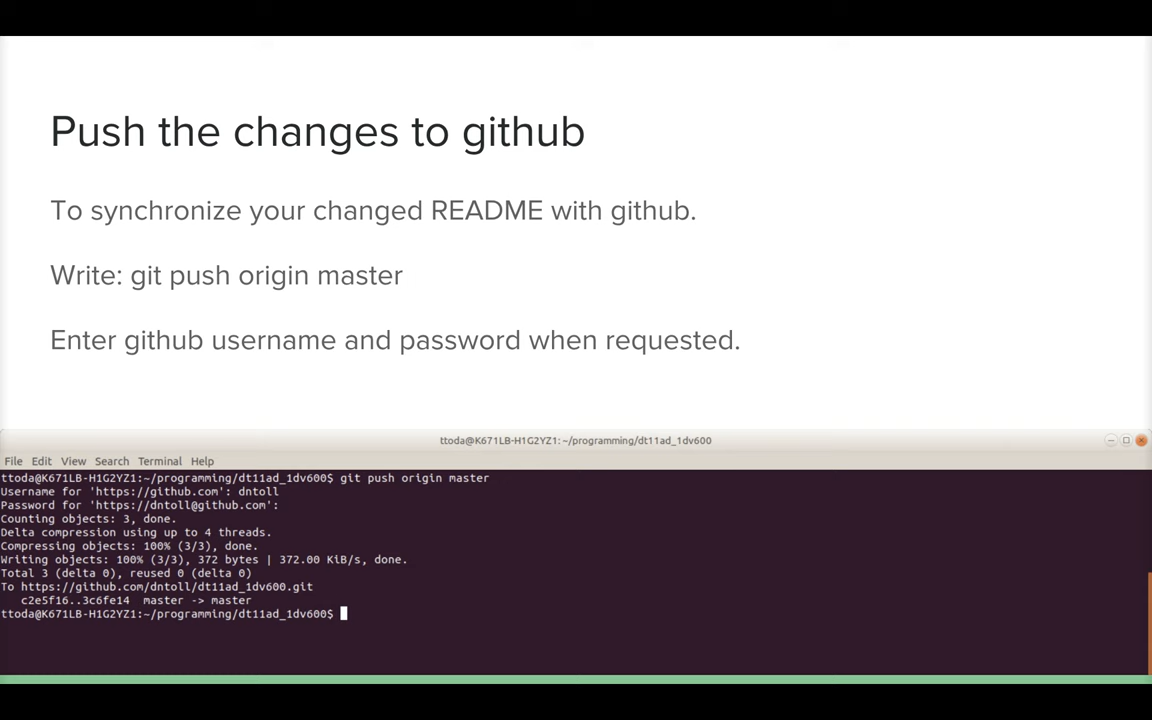 Push the changes to github
To synchronize your changed README with github.
Write: git push origin master
Enter github username and password when requested.
ttoda@K671LB-H1G2YZ1: ~/programming/dt11ad_1dv600
File Edit View Search Terminal Help
ttoda@K671LB-H1G2YZ1:~/programming/dt11ad_1dv600$ git push origin master
Username for 'https://github.com': dntoll
Password for 'https://dntoll@github.com':
Counting objects: 3, done.
Delta compression using up to 4 threads.
Compressing objects: 100% (3/3), done.
Writing objects: 100% (3/3), 372 bytes | 372.00 KiB/s, done.
Total 3 (delta 0), reused 0 (delta 0)
To https://github.com/dntoll/dt11ad_1dv600.git
c2e5f16..3c6fe14 master -> master
ttoda@K671LB-H1G2YZ1:~/programming/dt11ad_1dv600$